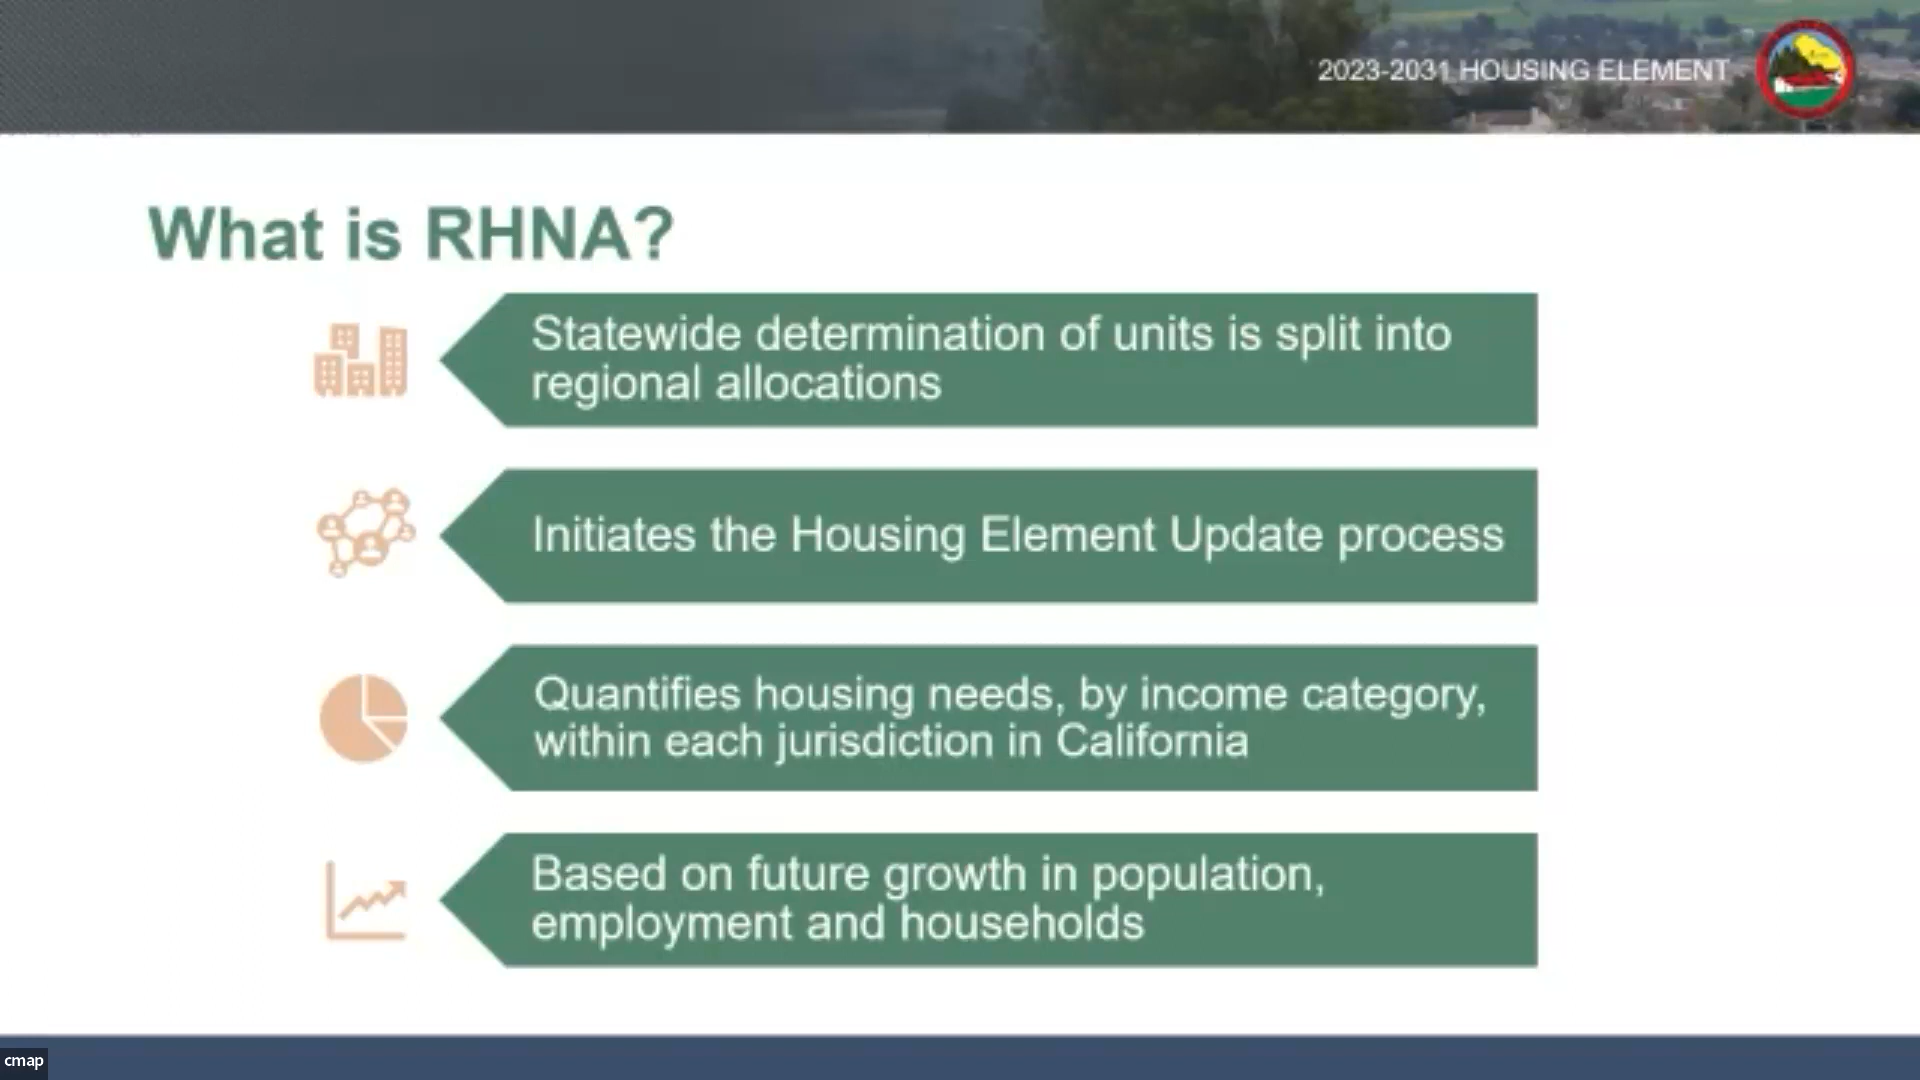 2023-2031 HOUSING ELEMENT
What is RHNA?
Statewide determination of units is split into
regional allocations
Initiates the Housing Element Update process
Quantifies housing needs, by income category,
within each jurisdiction in California
Based on future growth in population,
employment and households
cmap